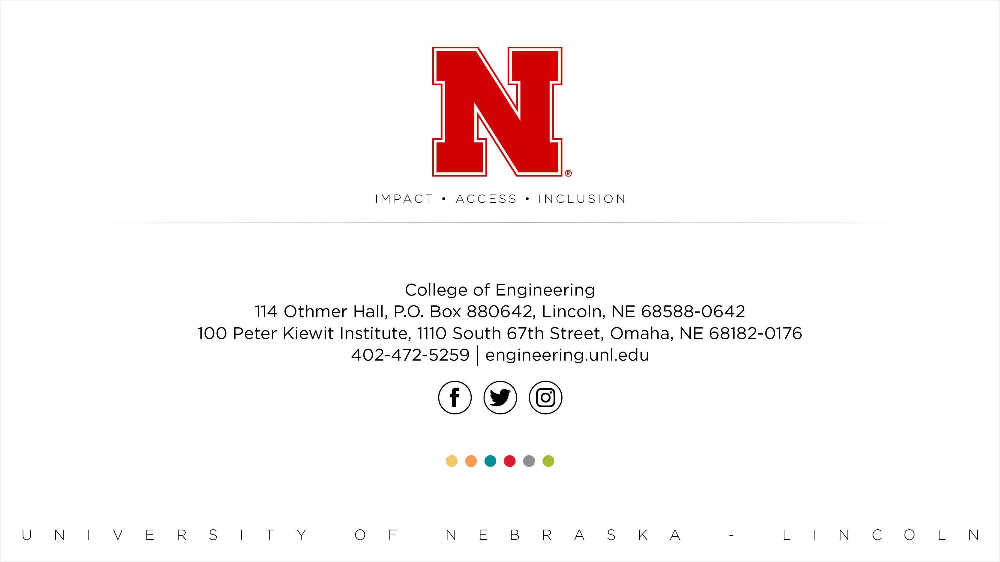 N®
IMPACT • ACCESS • INCLUSION
College of Engineering
114 Othmer Hall, P.O. Box 880642, Lincoln, NE 68588-0642
100 Peter Kiewit Institute, 1110 South 67th Street, Omaha, NE 68182-0176
402-472-5259 | engineering.unl.edu
UNIVERSITY OF NEBRASKA - LINCOLN